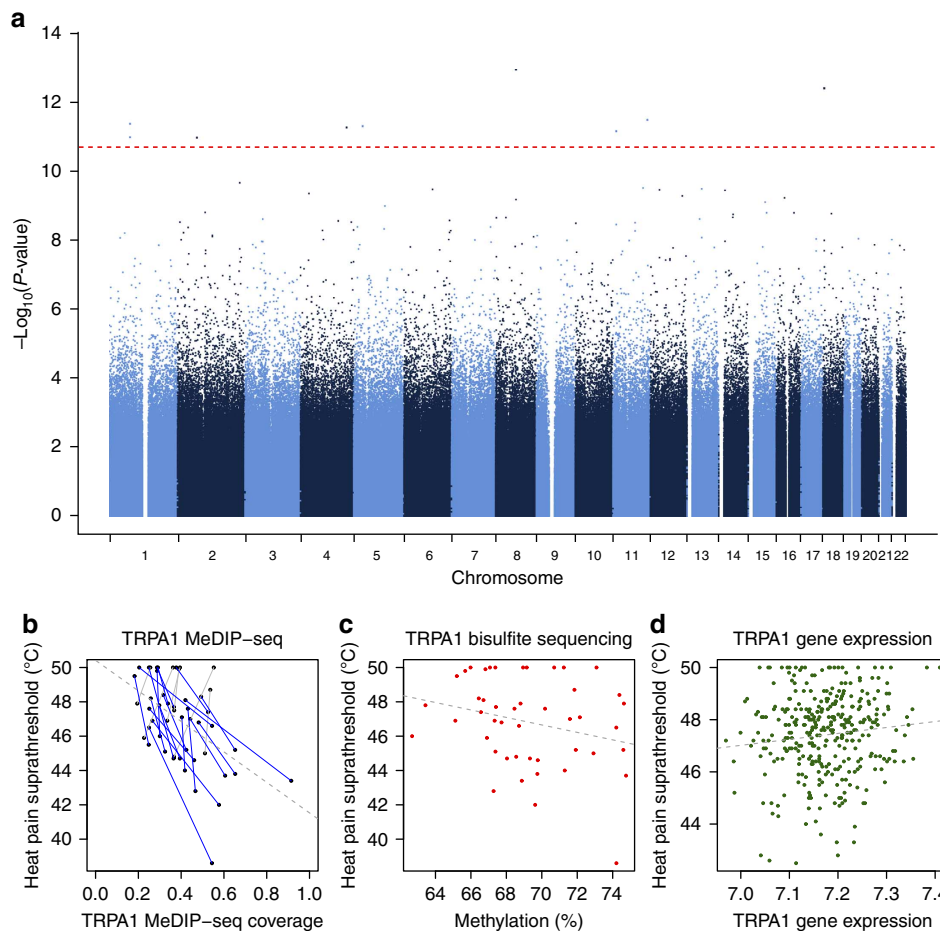 a
14
12
10
8
6
4
2
0
–Log10(P-value)
1 2 3 4 5 6 7 8 9 10 11 12 13 14 15 16 17 18 19 20 21 22
Chromosome
b
TRPA1 MeDIP–seq
Heat pain suprathreshold (°C)
50
48
46
44
42
40
0.0 0.2 0.4 0.6 0.8 1.0
TRPA1 MeDIP–seq coverage
c
TRPA1 bisulfite sequencing
Heat pain suprathreshold (°C)
50
48
46
44
42
40
64 66 68 70 72 74
Methylation (%)
d
TRPA1 gene expression
Heat pain suprathreshold (°C)
50
48
46
44
7.0 7.1 7.2 7.3 7.4
TRPA1 gene expression